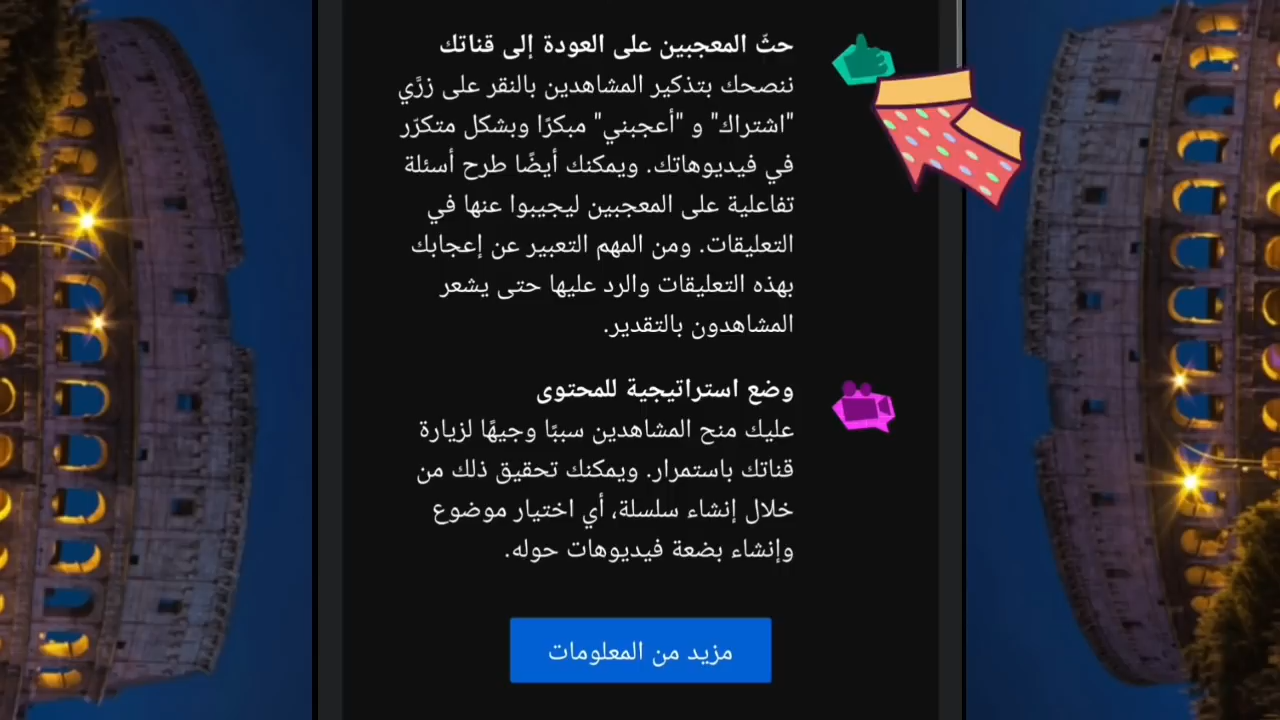 حثّ المعجبين على العودة إلى قناتك
ننصحك بتذكير المشاهدين بالنقر على زرَّي
"اشتراك" و "أعجبني" مبكرًا وبشكل متكرّر
في فيديوهاتك. ويمكنك أيضًا طرح أسئلة
تفاعلية على المعجبين ليجيبوا عنها في
التعليقات. ومن المهم التعبير عن إعجابك
بهذه التعليقات والرد عليها حتى يشعر
المشاهدون بالتقدير.
وضع استراتيجية للمحتوى
عليك منح المشاهدين سببًا وجيهًا لزيارة
قناتك باستمرار. ويمكنك تحقيق ذلك من
خلال إنشاء سلسلة، أي اختيار موضوع
وإنشاء بضعة فيديوهات حوله.
مزيد من المعلومات